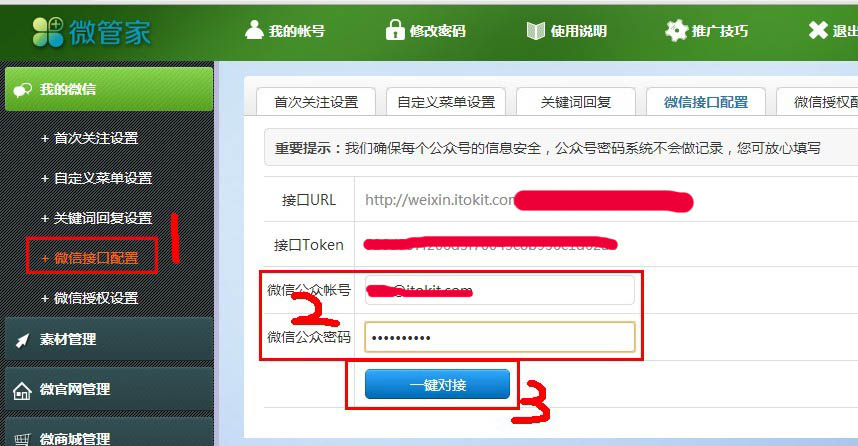 微管家
我的帐号
修改密码
使用说明
推广技巧
退出
我的微信
+ 首次关注设置
+ 自定义菜单设置
+ 关键词回复设置
+ 微信接口配置
+ 微信授权设置
素材管理
微官网管理
微商城管理
首次关注设置
自定义菜单设置
关键词回复
微信接口配置
微信授权配
重要提示：我们确保每个公众号的信息安全，公众号密码系统不会做记录，您可放心填写
接口URL
http://weixin.itokit.co
接口Token
微信公众帐号
@itokit.com
微信公众密码
••••••••••
一键对接
1
2
3